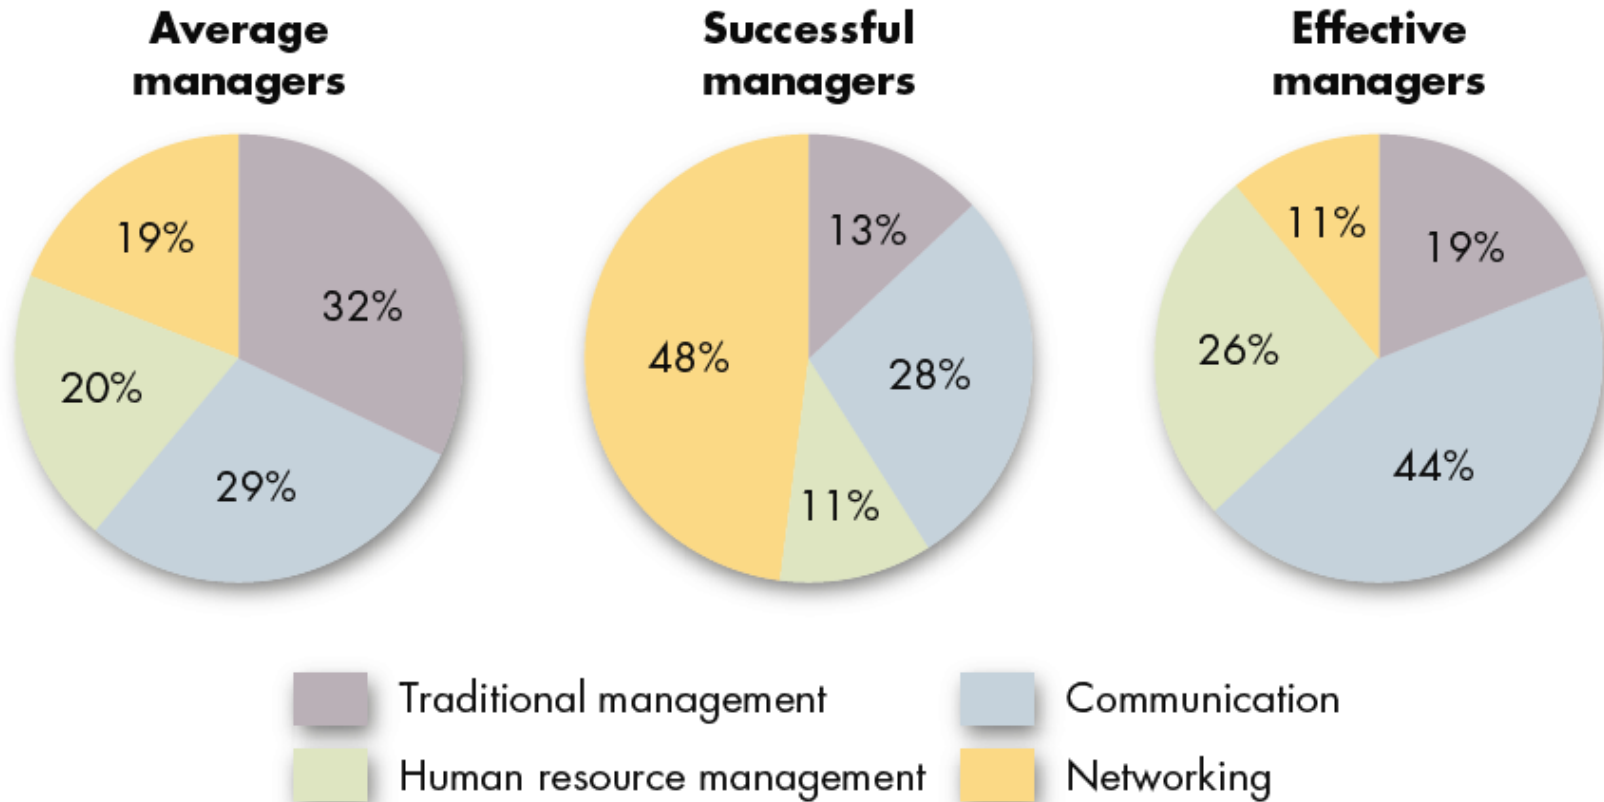 Average
managers
Successful
managers
Effective
managers
19%
32%
20%
29%
13%
48%
28%
11%
11%
19%
26%
44%
Traditional management
Communication
Human resource management
Networking